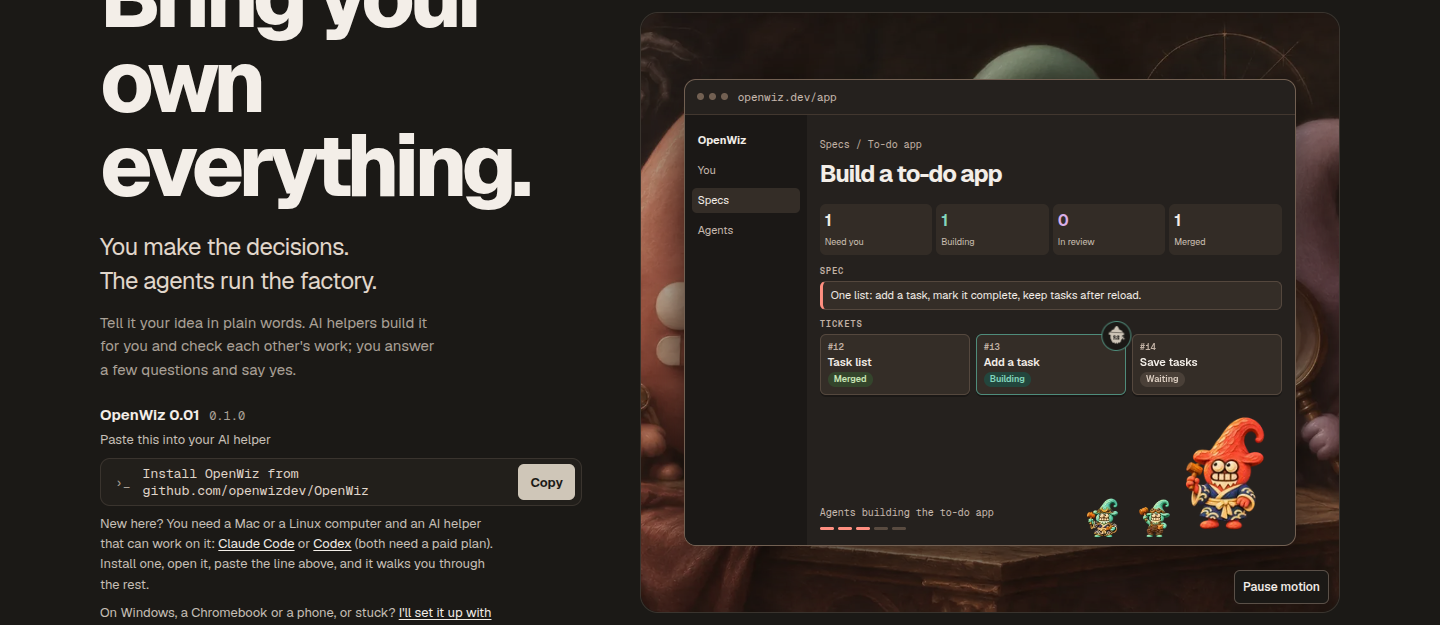 Bring your
own
everything.
You make the decisions.
The agents run the factory.
Tell it your idea in plain words. AI helpers build it
for you and check each other's work; you answer
a few questions and say yes.
OpenWiz 0.01 0.1.0
Paste this into your AI helper
›_ Install OpenWiz from
github.com/openwizdev/OpenWiz
Copy
New here? You need a Mac or a Linux computer and an AI helper
that can work on it: Claude Code or Codex (both need a paid plan).
Install one, open it, paste the line above, and it walks you through
the rest.
On Windows, a Chromebook or a phone, or stuck? I'll set it up with
openwiz.dev/app
OpenWiz
You
Specs
Agents
Specs / To-do app
Build a to-do app
1
Need you
1
Building
0
In review
1
Merged
SPEC
One list: add a task, mark it complete, keep tasks after reload.
TICKETS
#12
Task list
Merged
#13
Add a task
Building
#14
Save tasks
Waiting
Agents building the to-do app
Pause motion